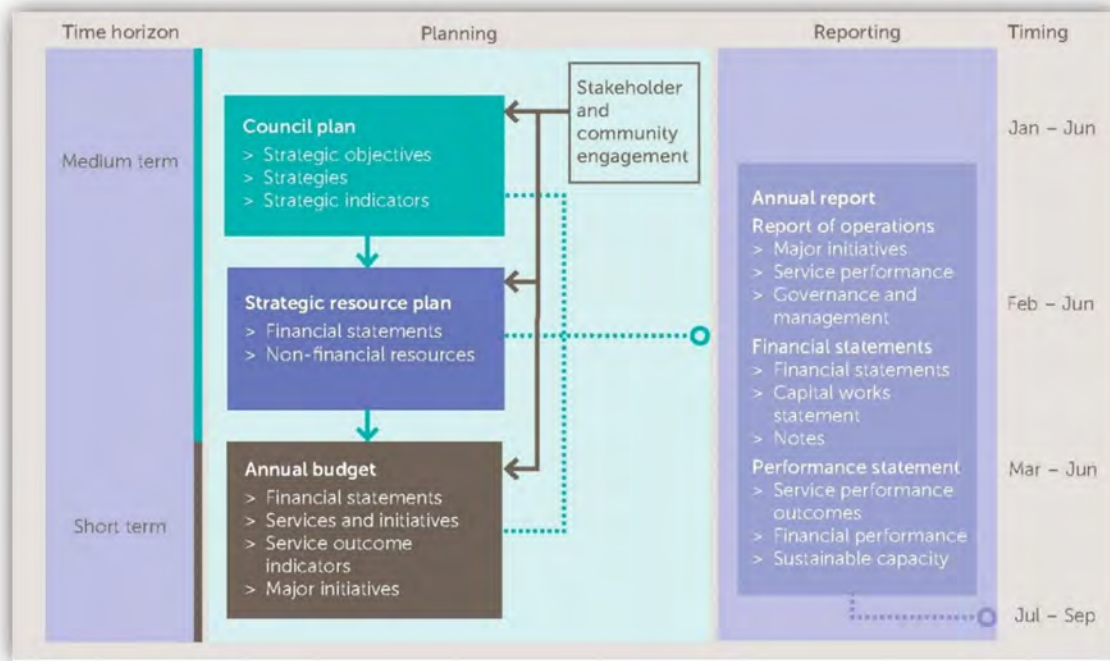 Time horizon
Planning
Reporting
Timing
Medium term
Short term
Council plan
> Strategic objectives
> Strategies
> Strategic indicators
Strategic resource plan
> Financial statements
> Non-financial resources
Annual budget
> Financial statements
> Services and initiatives
> Service outcome
indicators
> Major initiatives
Stakeholder
and
community
engagement
Annual report
Report of operations
> Major initiatives
> Service performance
> Governance and
management
Financial statements
> Financial statements
> Capital works
statement
> Notes
Performance statement
> Service performance
outcomes
> Financial performance
> Sustainable capacity
Jan – Jun
Feb – Jun
Mar – Jun
Jul – Sep